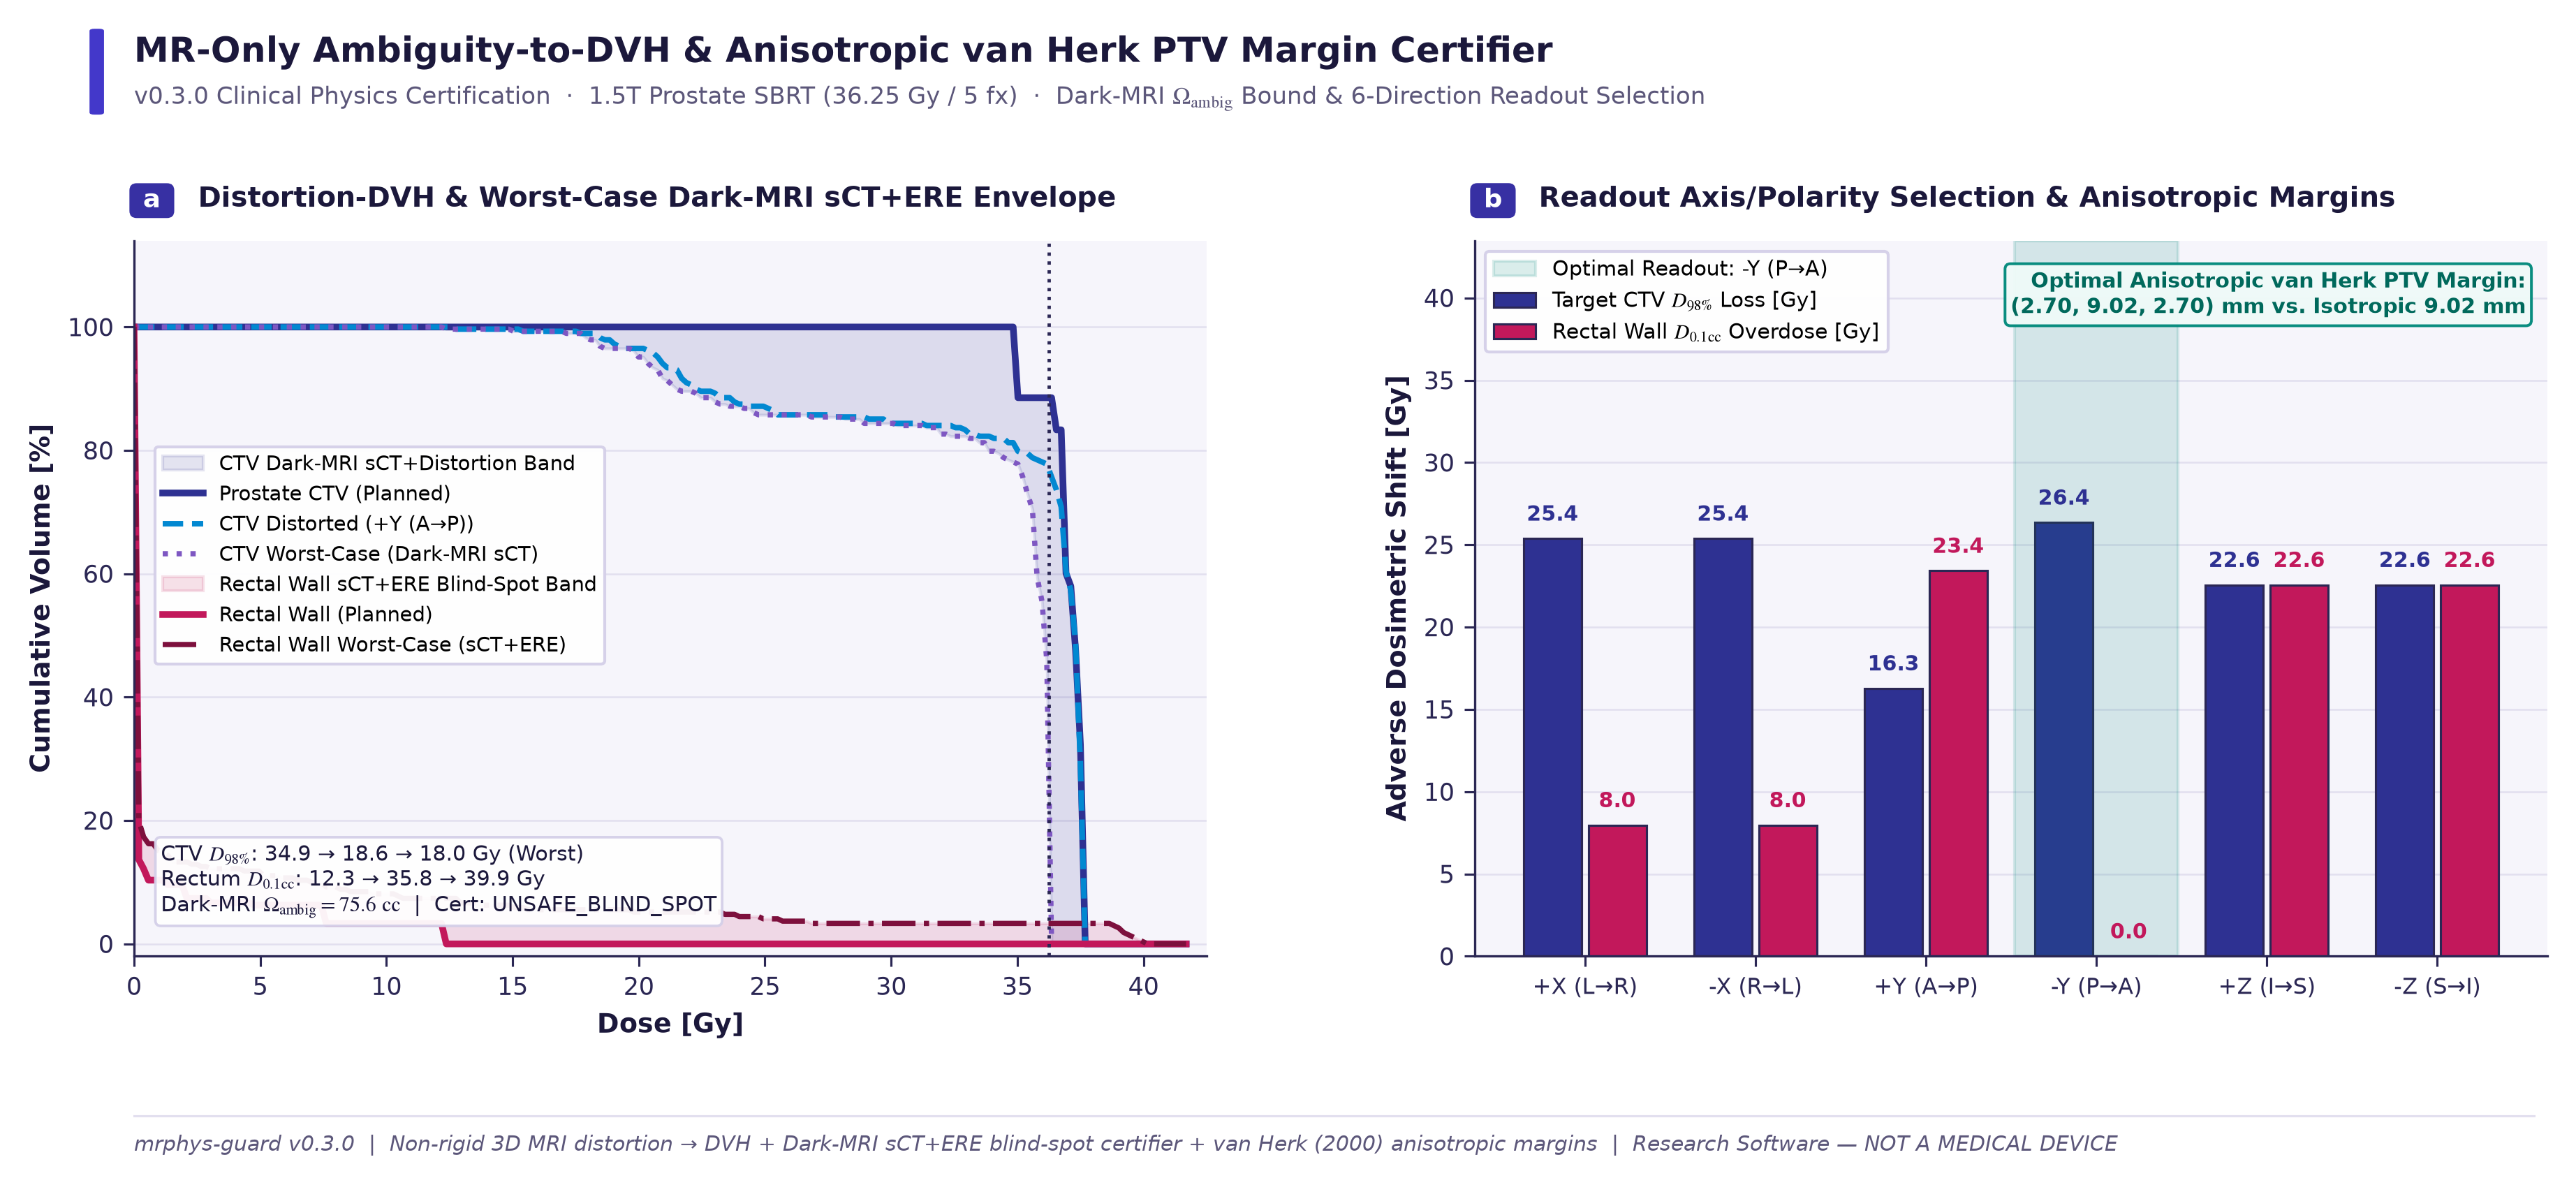 MR-Only Ambiguity-to-DVH & Anisotropic van Herk PTV Margin Certifier
v0.3.0 Clinical Physics Certification · 1.5T Prostate SBRT (36.25 Gy / 5 fx) · Dark-MRI Ωambig Bound & 6-Direction Readout Selection
a Distortion-DVH & Worst-Case Dark-MRI sCT+ERE Envelope
Cumulative Volume [%]
100
80
60
40
20
0
CTV Dark-MRI sCT+Distortion Band
Prostate CTV (Planned)
CTV Distorted (+Y (A→P))
CTV Worst-Case (Dark-MRI sCT)
Rectal Wall sCT+ERE Blind-Spot Band
Rectal Wall (Planned)
Rectal Wall Worst-Case (sCT+ERE)
CTV D98%: 34.9 → 18.6 → 18.0 Gy (Worst)
Rectum D0.1cc: 12.3 → 35.8 → 39.9 Gy
Dark-MRI Ωambig = 75.6 cc | Cert: UNSAFE_BLIND_SPOT
0 5 10 15 20 25 30 35 40
Dose [Gy]
b Readout Axis/Polarity Selection & Anisotropic Margins
Adverse Dosimetric Shift [Gy]
40
35
30
25
20
15
10
5
0
Optimal Readout: -Y (P→A)
Target CTV D98% Loss [Gy]
Rectal Wall D0.1cc Overdose [Gy]
Optimal Anisotropic van Herk PTV Margin:
(2.70, 9.02, 2.70) mm vs. Isotropic 9.02 mm
25.4 8.0 25.4 8.0 16.3 23.4 26.4 0.0 22.6 22.6 22.6 22.6
+X (L→R) -X (R→L) +Y (A→P) -Y (P→A) +Z (I→S) -Z (S→I)
mrphys-guard v0.3.0 | Non-rigid 3D MRI distortion → DVH + Dark-MRI sCT+ERE blind-spot certifier + van Herk (2000) anisotropic margins | Research Software — NOT A MEDICAL DEVICE